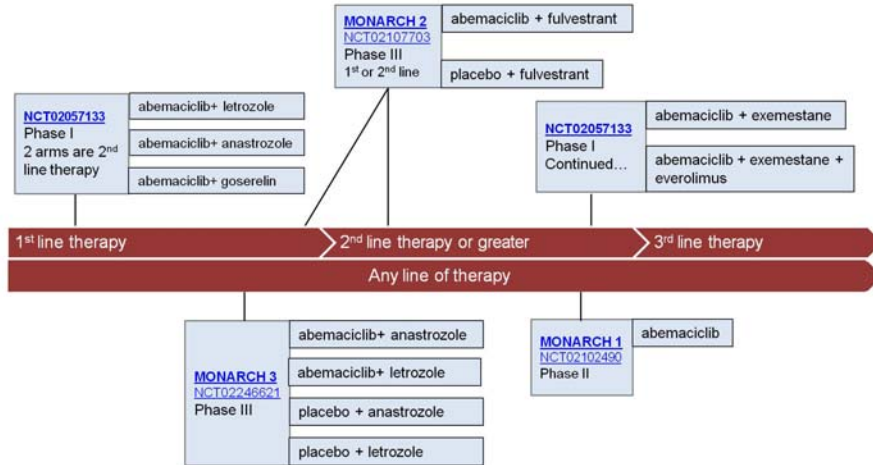 MONARCH 2
NCT02107703
Phase III
1st or 2nd line
abemaciclib + fulvestrant
placebo + fulvestrant
NCT02057133
Phase I
2 arms are 2nd
line therapy
abemaciclib+ letrozole
abemaciclib+ anastrozole
abemaciclib+ goserelin
NCT02057133
Phase I
Continued...
abemaciclib + exemestane
abemaciclib + exemestane +
everolimus
1st line therapy
2nd line therapy or greater
3rd line therapy
Any line of therapy
MONARCH 3
NCT02246621
Phase III
abemaciclib+ anastrozole
abemaciclib+ letrozole
placebo + anastrozole
placebo + letrozole
MONARCH 1
NCT02102490
Phase II
abemaciclib